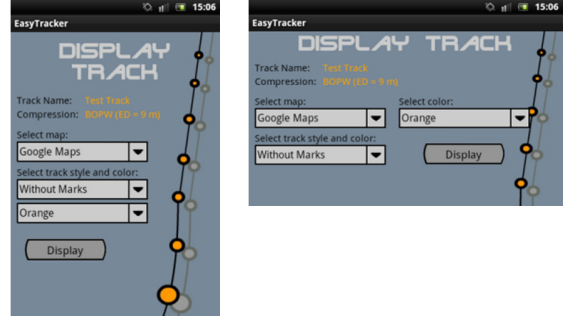 15:06
EasyTracker
DISPLAY
TRACK
Track Name: Test Track
Compression: BOPW (ED = 9 m)
Select map:
Google Maps
Select track style and color:
Without Marks
Orange
Display
15:06
EasyTracker
DISPLAY TRACK
Track Name: Test Track
Compression: BOPW (ED = 9 m)
Select map: Select color:
Google Maps Orange
Select track style and color:
Without Marks Display